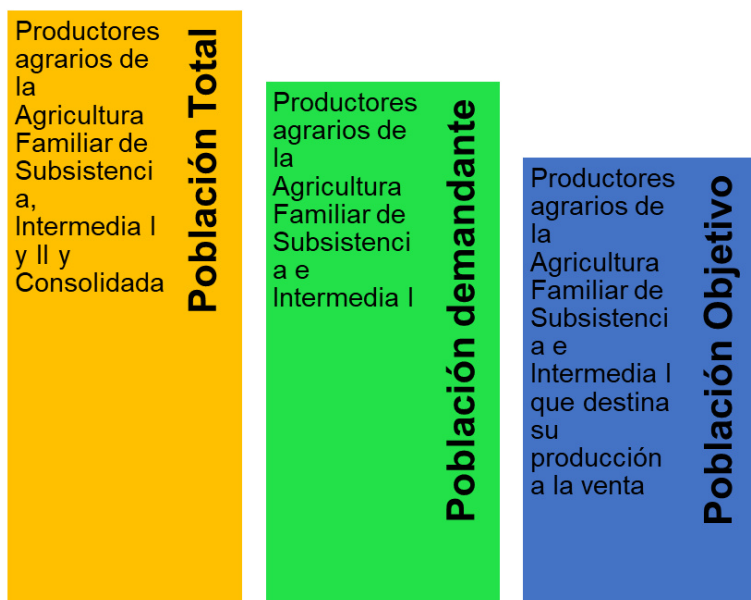 Productores
agrarios de
la
Agricultura
Familiar de
Subsistenci
a,
Intermedia I
y II y
Consolidada
Población Total
Productores
agrarios de
la
Agricultura
Familiar de
Subsistenci
a e
Intermedia I
Población demandante
Productores
agrarios de
la
Agricultura
Familiar de
Subsistenci
a e
Intermedia I
que destina
su
producción
a la venta
Población Objetivo